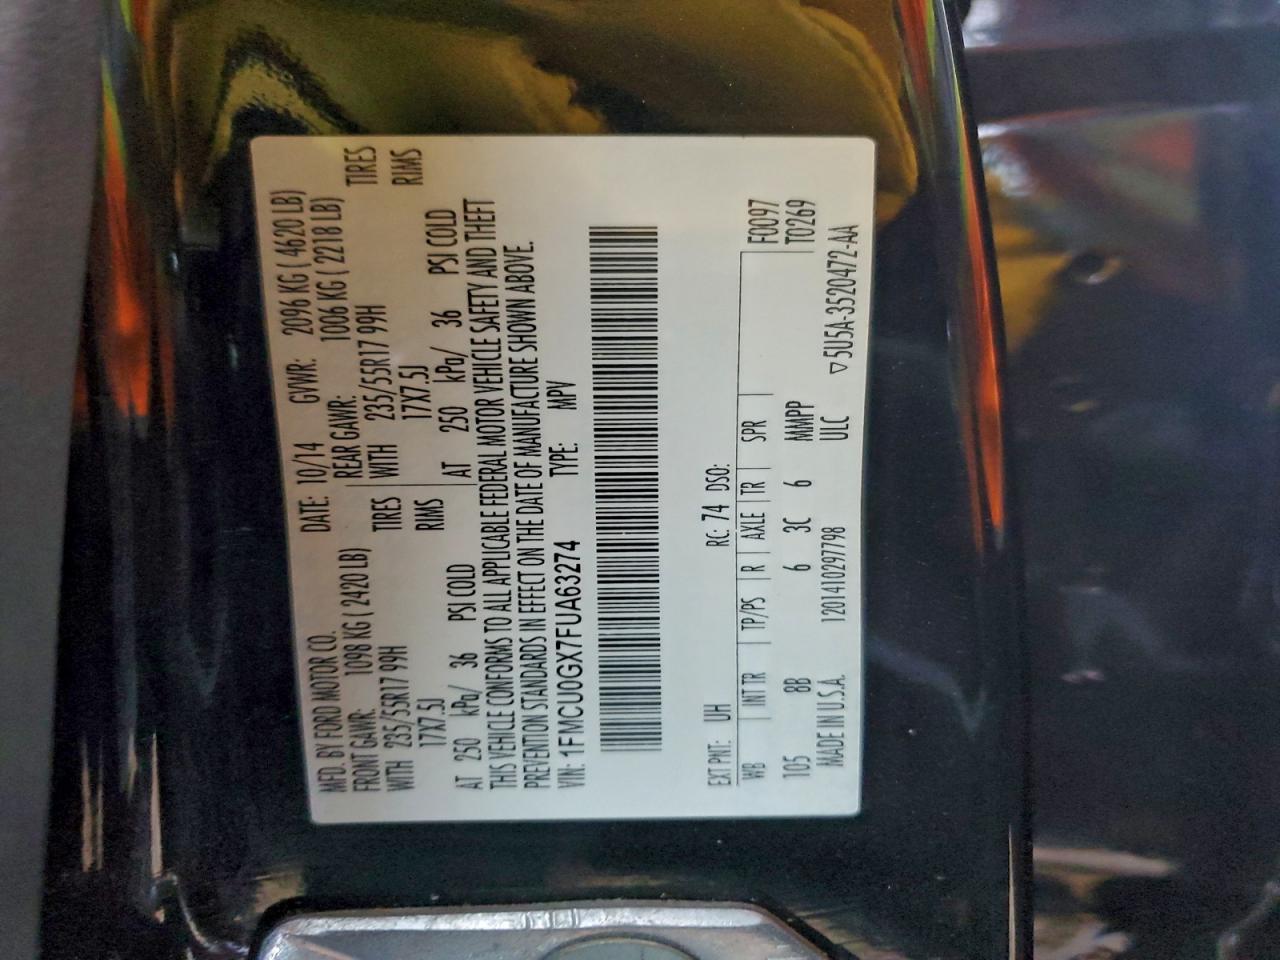 MFD. BY FORD MOTOR CO.
DATE: 10/14 GVWR: 2096 KG ( 4620 LB)
FRONT GAWR: 1098 KG ( 2420 LB) REAR GAWR: 1006 KG ( 2218 LB)
WITH 235/55R17 99H TIRES WITH 235/55R17 99H TIRES
17X7.5J RIMS 17X7.5J RIMS
AT 250 kPa/ 36 PSI COLD AT 250 kPa/ 36 PSI COLD
THIS VEHICLE CONFORMS TO ALL APPLICABLE FEDERAL MOTOR VEHICLE SAFETY AND THEFT
PREVENTION STANDARDS IN EFFECT ON THE DATE OF MANUFACTURE SHOWN ABOVE.
VIN: 1FMCU0GX7FUA63274 TYPE: MPV
EXT PNT: UH RC: 74 DSO: F0097
WB INT TR TP/PS R AXLE TR SPR T0269
105 8B 6 3C 6 MMPP
MADE IN U.S.A. 1201410297798 ULC ▽5U5A-3520472-AA